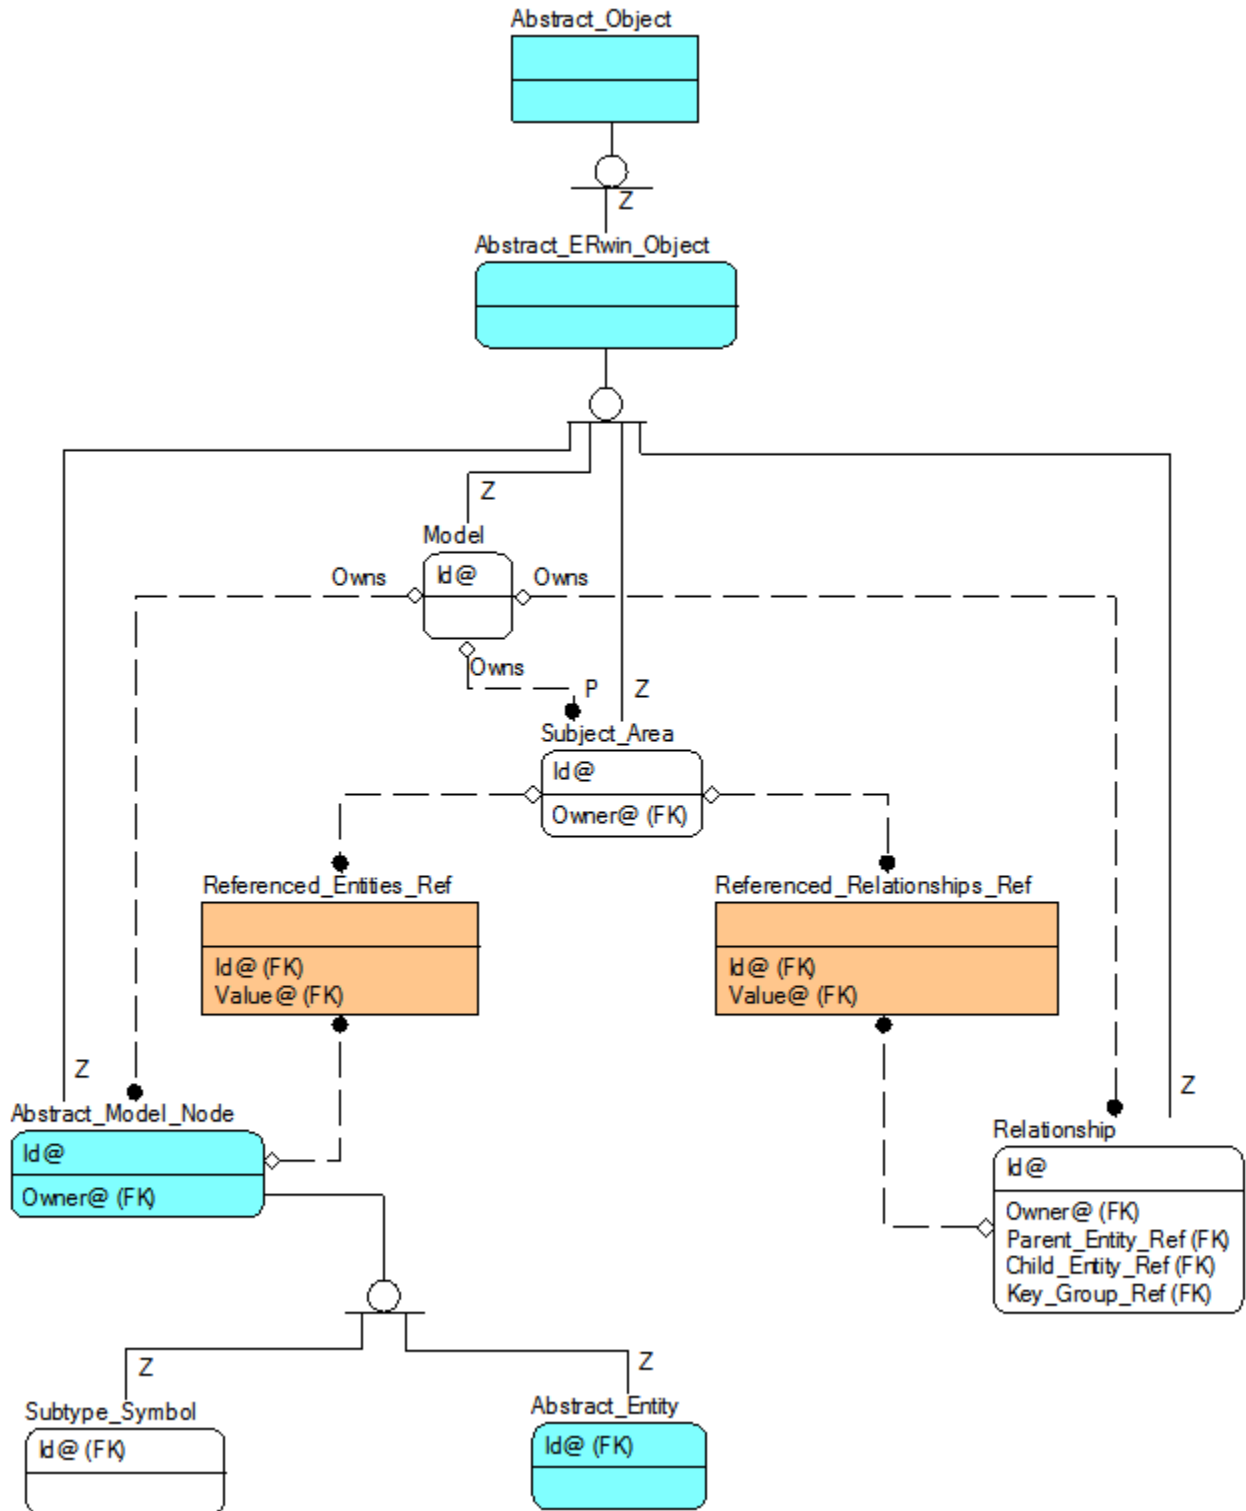 Abstract_Object
Z
Abstract_ERwin_Object
Z
Model
Owns
Id@
Owns
Owns
P
Z
Subject_Area
Id@
Owner@ (FK)
Referenced_Entities_Ref
Id@ (FK)
Value@ (FK)
Referenced_Relationships_Ref
Id@ (FK)
Value@ (FK)
Z
Abstract_Model_Node
Id@
Owner@ (FK)
Z
Relationship
Id@
Owner@ (FK)
Parent_Entity_Ref (FK)
Child_Entity_Ref (FK)
Key_Group_Ref (FK)
Z
Subtype_Symbol
Id@ (FK)
Z
Abstract_Entity
Id@ (FK)